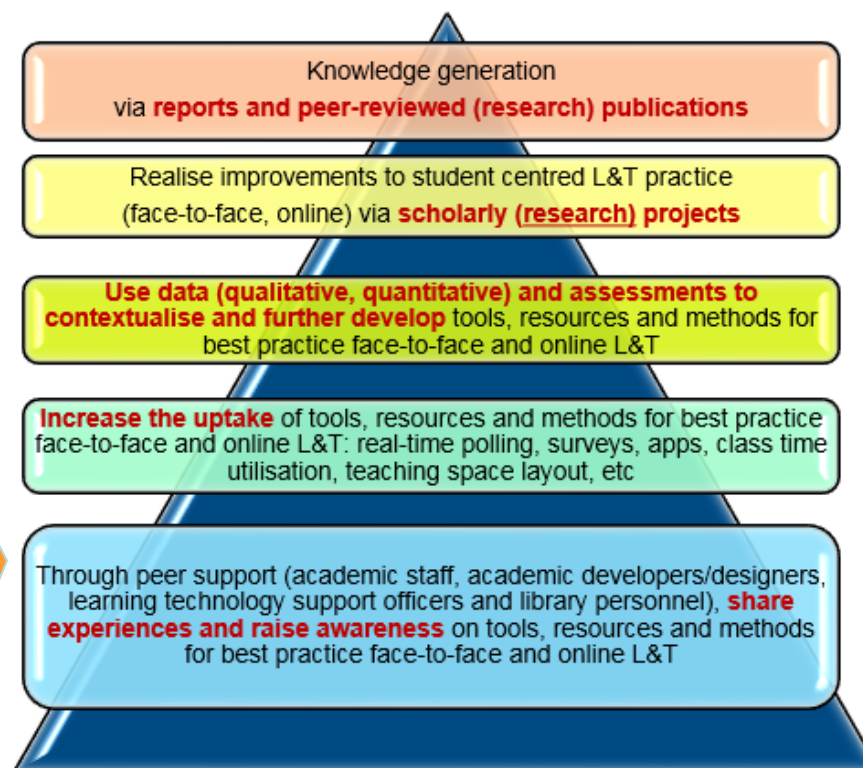 Knowledge generation
via reports and peer-reviewed (research) publications
Realise improvements to student centred L&T practice
(face-to-face, online) via scholarly (research) projects
Use data (qualitative, quantitative) and assessments to
contextualise and further develop tools, resources and methods for
best practice face-to-face and online L&T
Increase the uptake of tools, resources and methods for best practice
face-to-face and online L&T: real-time polling, surveys, apps, class time
utilisation, teaching space layout, etc
Through peer support (academic staff, academic developers/designers,
learning technology support officers and library personnel), share
experiences and raise awareness on tools, resources and methods
for best practice face-to-face and online L&T